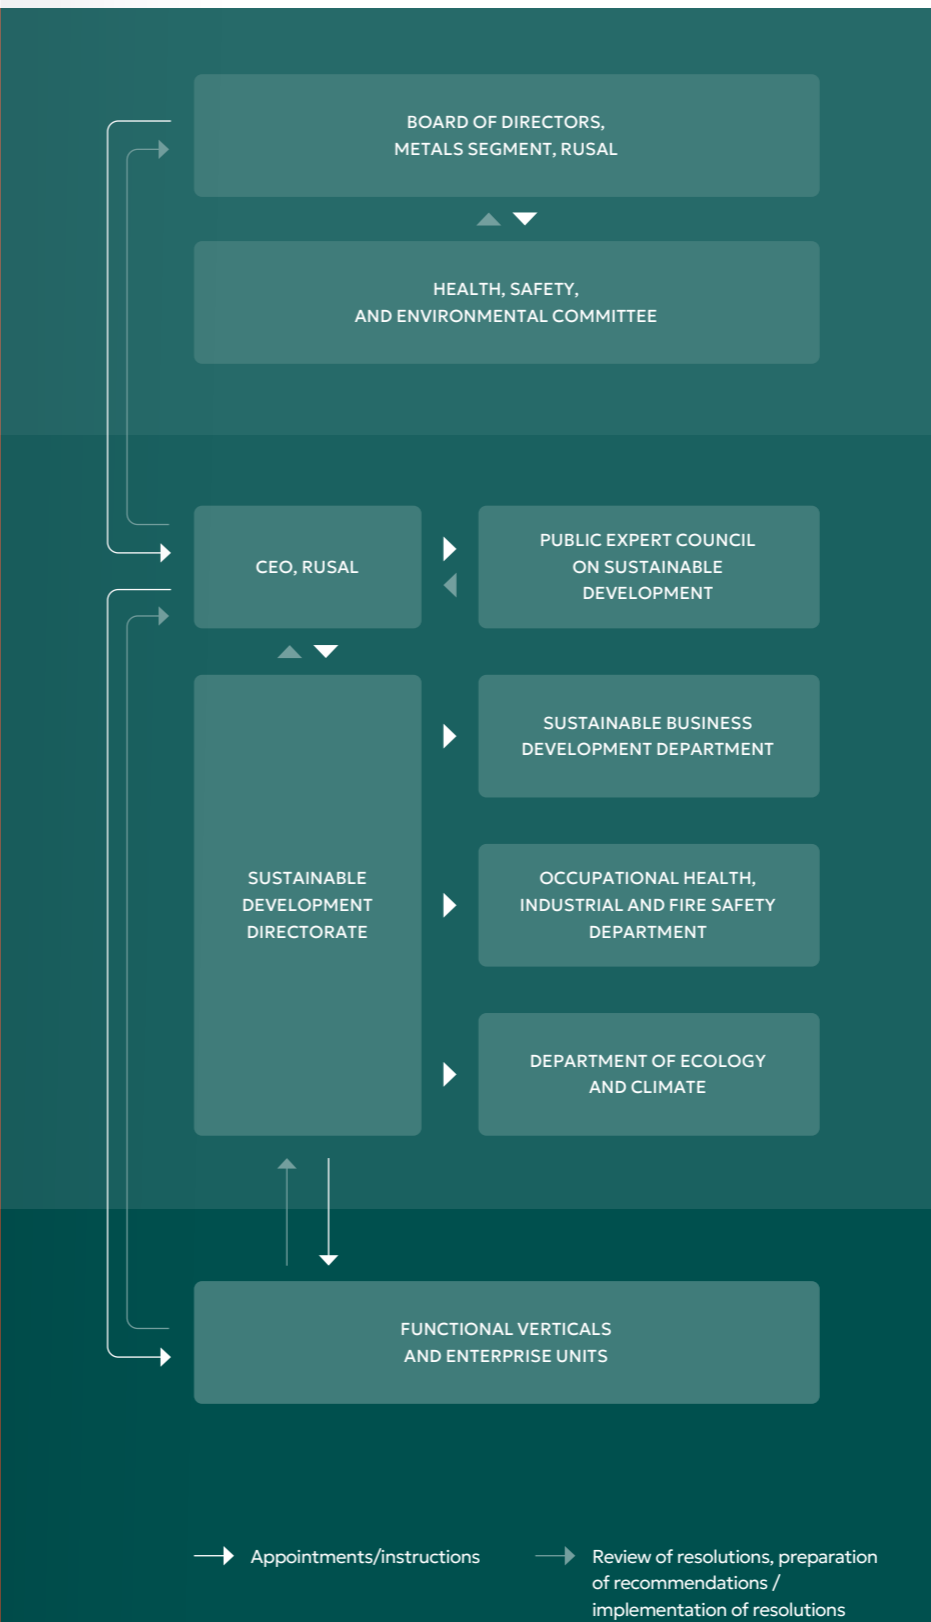 BOARD OF DIRECTORS,
METALS SEGMENT, RUSAL
HEALTH, SAFETY,
AND ENVIRONMENTAL COMMITTEE
CEO, RUSAL
PUBLIC EXPERT COUNCIL
ON SUSTAINABLE
DEVELOPMENT
SUSTAINABLE BUSINESS
DEVELOPMENT DEPARTMENT
SUSTAINABLE
DEVELOPMENT
DIRECTORATE
OCCUPATIONAL HEALTH,
INDUSTRIAL AND FIRE SAFETY
DEPARTMENT
DEPARTMENT OF ECOLOGY
AND CLIMATE
FUNCTIONAL VERTICALS
AND ENTERPRISE UNITS
Appointments/instructions
Review of resolutions, preparation
of recommendations /
implementation of resolutions